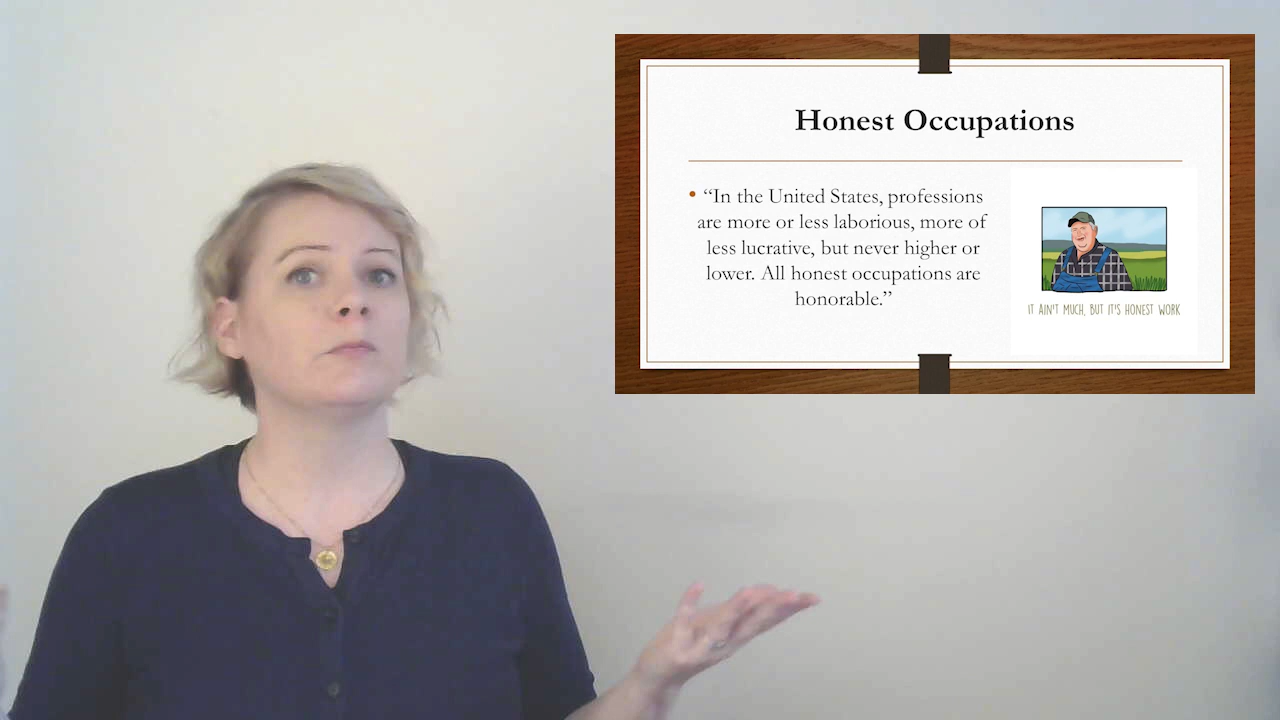 Honest Occupations
• “In the United States, professions
are more or less laborious, more of
less lucrative, but never higher or
lower. All honest occupations are
honorable.”
IT AIN'T MUCH, BUT IT'S HONEST WORK